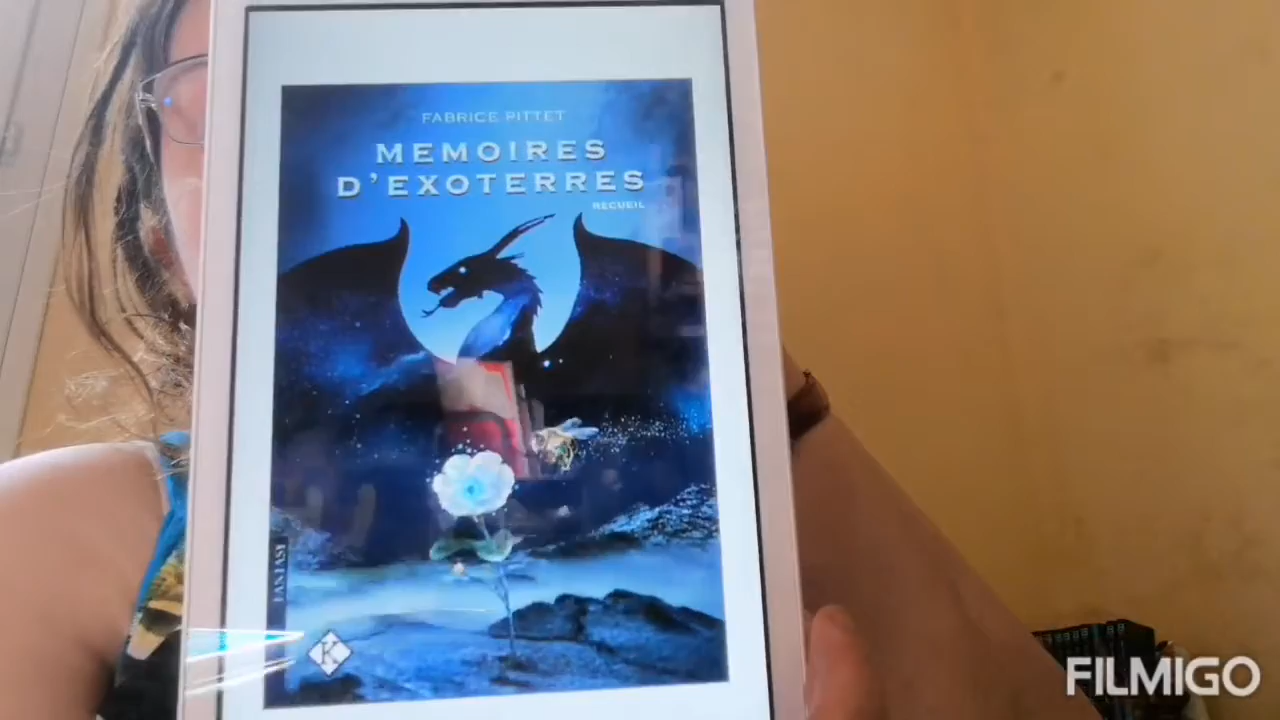 FABRICE PITTET
MEMOIRES
D'EXOTERRES
RECUEIL
FANTASY
K
FILMIGO